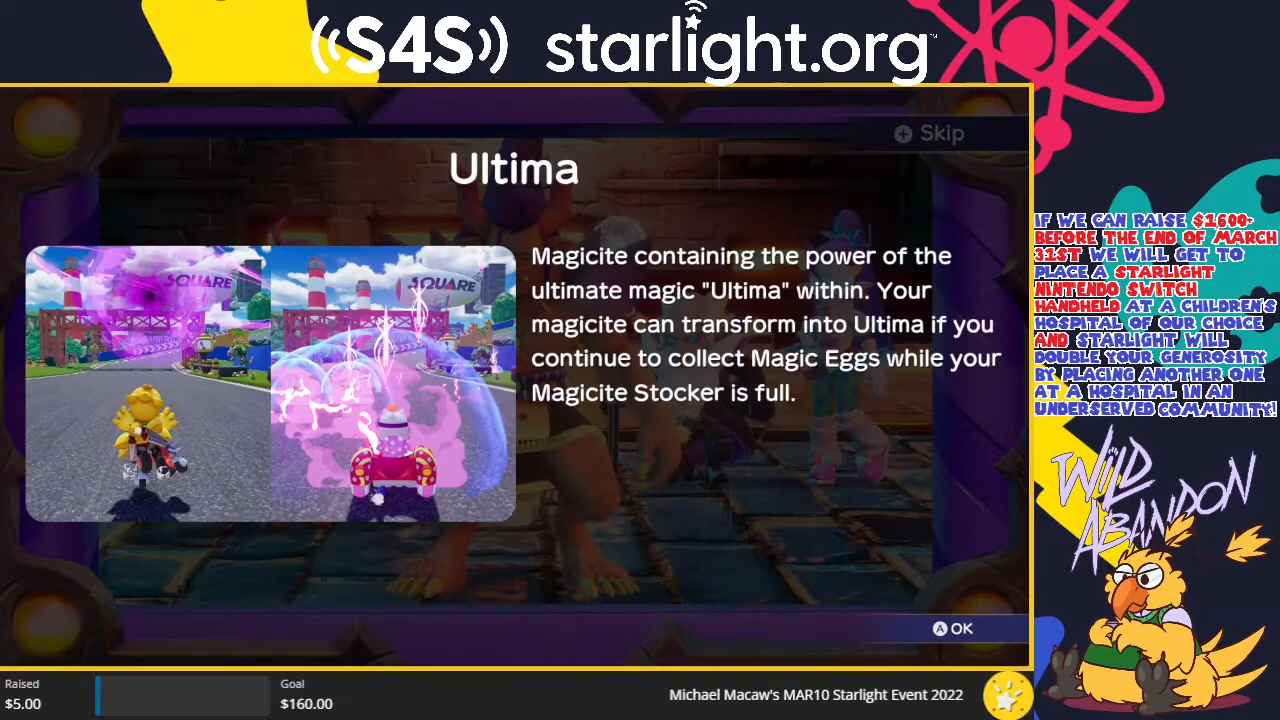 ((S4S)) starlight.org™
Skip
Ultima
SQUARE
SQUARE
Magicite containing the power of the
ultimate magic "Ultima" within. Your
magicite can transform into Ultima if you
continue to collect Magic Eggs while your
Magicite Stocker is full.
A OK
IF WE CAN RAISE $1600+
BEFORE THE END OF MARCH
31ST WE WILL GET TO
PLACE A STARLIGHT
NINTENDO SWITCH
HANDHELD AT A CHILDREN'S
HOSPITAL OF OUR CHOICE
AND STARLIGHT WILL
DOUBLE YOUR GENEROSITY
BY PLACING ANOTHER ONE
AT A HOSPITAL IN AN
UNDERSERVED COMMUNITY!
WILD
ABANDON
Raised
$5.00
Goal
$160.00
Michael Macaw's MAR10 Starlight Event 2022